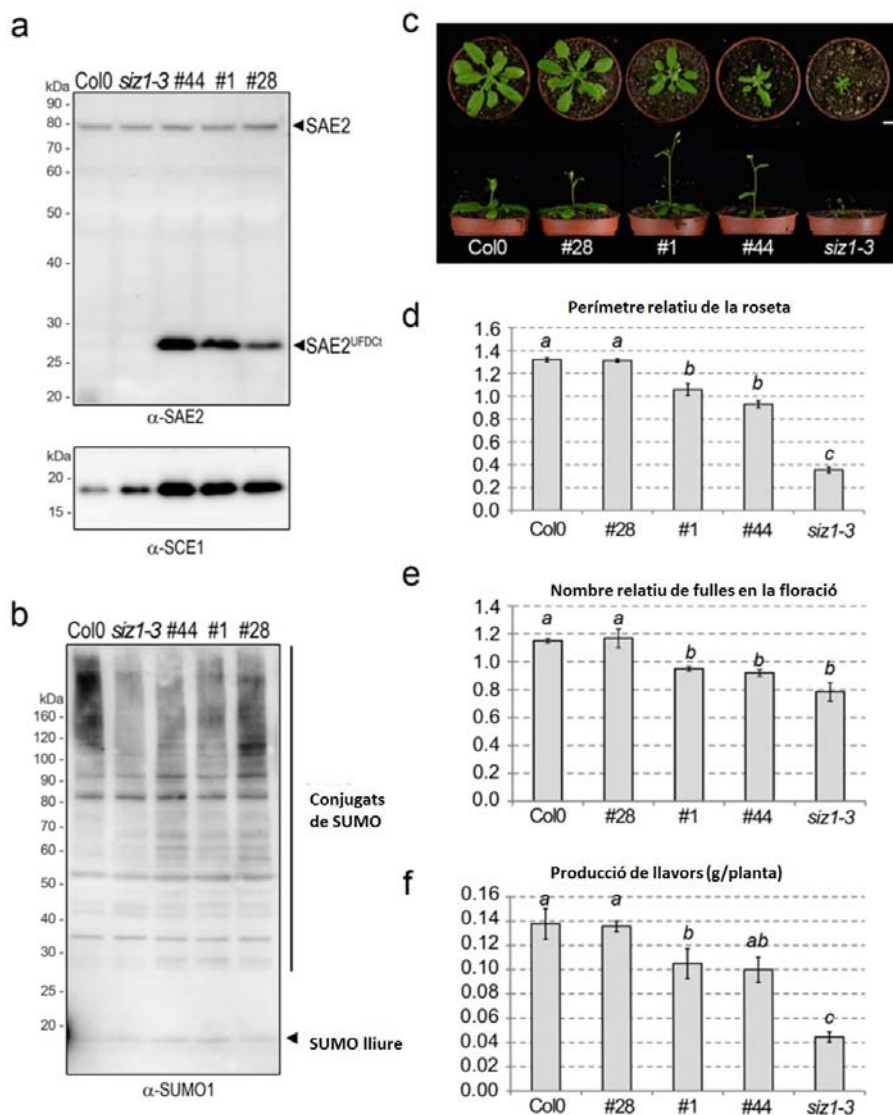 a
kDa
Col0 siz1-3 #44 #1 #28
90 -
80 -
70 -
60 -
50 -
40 -
30 -
25 -
20 -
SAE2
SAE2UFDCt
α-SAE2
kDa
20 -
15 -
α-SCE1
b
Col0 siz1-3 #44 #1 #28
kDa
160 -
120 -
100 -
90 -
80 -
70 -
60 -
50 -
40 -
30 -
20 -
Conjugats
de SUMO
SUMO lliure
α-SUMO1
c
Col0 #28 #1 #44 siz1-3
d
Perímetre relatiu de la roseta
1.6
1.4
1.2
1.0
0.8
0.6
0.4
0.2
0.0
a a b b c
Col0 #28 #1 #44 siz1-3
e
Nombre relatiu de fulles en la floració
1.4
1.2
1.0
0.8
0.6
0.4
0.2
0.0
a a b b b
Col0 #28 #1 #44 siz1-3
f
Producció de llavors (g/planta)
0.16
0.14
0.12
0.10
0.08
0.06
0.04
0.02
0.00
a a b ab c
Col0 #28 #1 #44 siz1-3